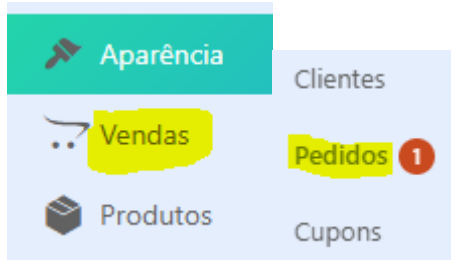 Aparência
Vendas
Produtos
Clientes
Pedidos 1
Cupons